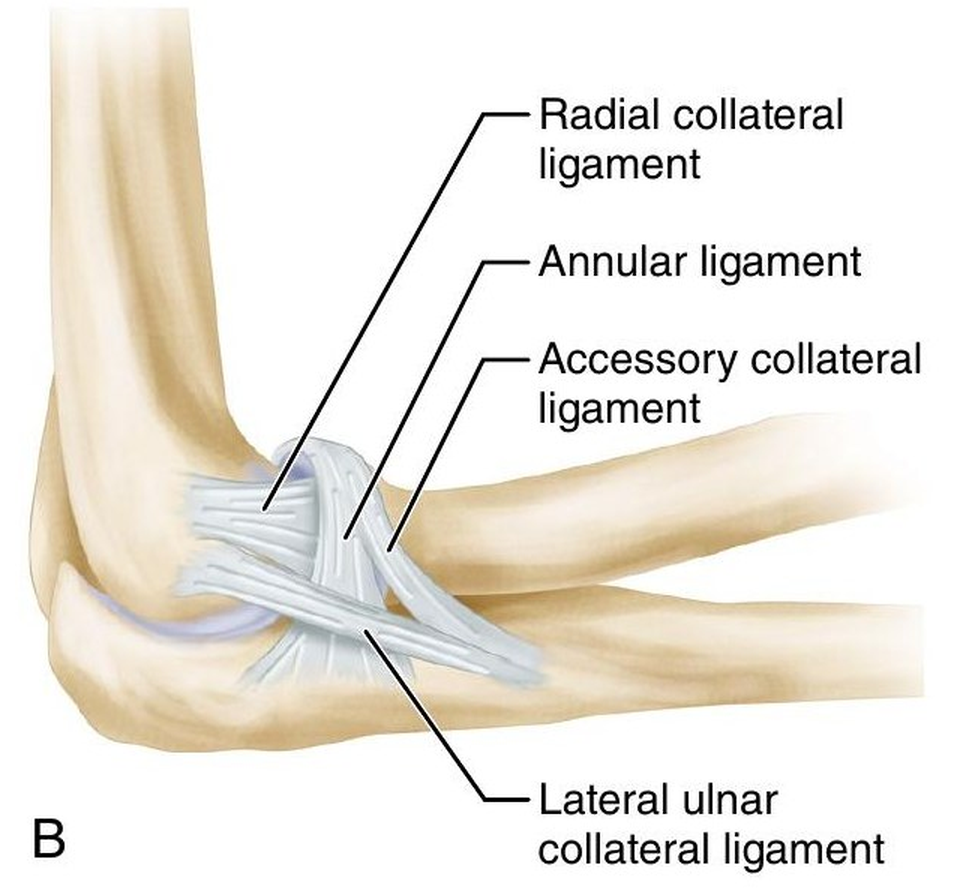 Radial collateral
ligament
Annular ligament
Accessory collateral
ligament
Lateral ulnar
collateral ligament
B